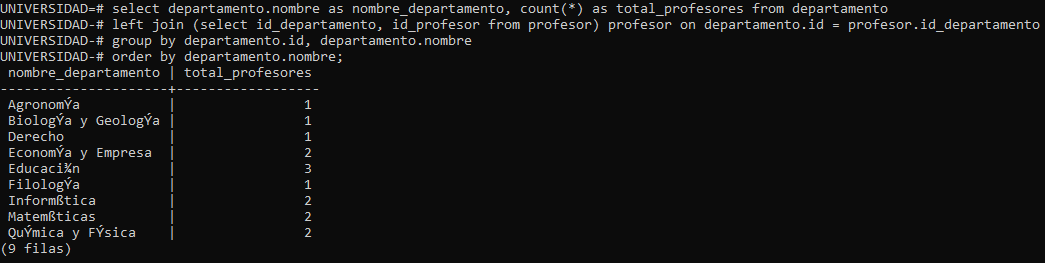 UNIVERSIDAD=# select departamento.nombre as nombre_departamento, count(*) as total_profesores from departamento
UNIVERSIDAD-# left join (select id_departamento, id_profesor from profesor) profesor on departamento.id = profesor.id_departamento
UNIVERSIDAD-# group by departamento.id, departamento.nombre
UNIVERSIDAD-# order by departamento.nombre;
nombre_departamento | total_profesores
---------------------+------------------
AgronomÝa | 1
BiologÝa y GeologÝa | 1
Derecho | 1
EconomÝa y Empresa | 2
Educaci¾n | 3
FilologÝa | 1
Informßtica | 2
Matemßticas | 2
QuÝmica y FÝsica | 2
(9 filas)